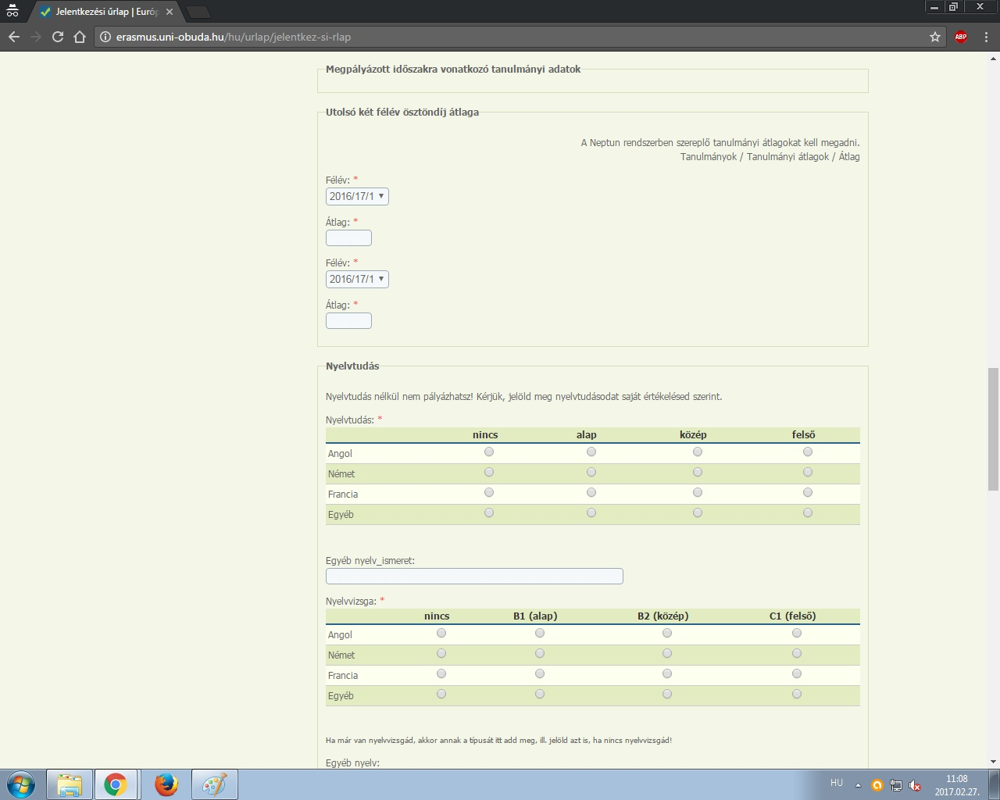 Jelentkezési űrlap | Euró
erasmus.uni-obuda.hu/hu/urlap/jelentkez-si-rlap
ABP
Megpályázott időszakra vonatkozó tanulmányi adatok
Utolsó két félév ösztöndíj átlaga
A Neptun rendszerben szereplő tanulmányi átlagokat kell megadni.
Tanulmányok / Tanulmányi átlagok / Átlag
Félév: *
2016/17/1
Átlag: *
Félév: *
2016/17/1
Átlag: *
Nyelvtudás
Nyelvtudás nélkül nem pályázhatsz! Kérjük, jelöld meg nyelvtudásodat saját értékelésed szerint.
Nyelvtudás: *
nincs alap közép felső
Angol
Német
Francia
Egyéb
Egyéb nyelv_ismeret:
Nyelvvizsga: *
nincs B1 (alap) B2 (közép) C1 (felső)
Angol
Német
Francia
Egyéb
Ha már van nyelvvizsgád, akkor annak a típusát itt add meg, ill. jelöld azt is, ha nincs nyelvvizsgád!
Egyéb nyelv:
HU
11:08
2017.02.27.